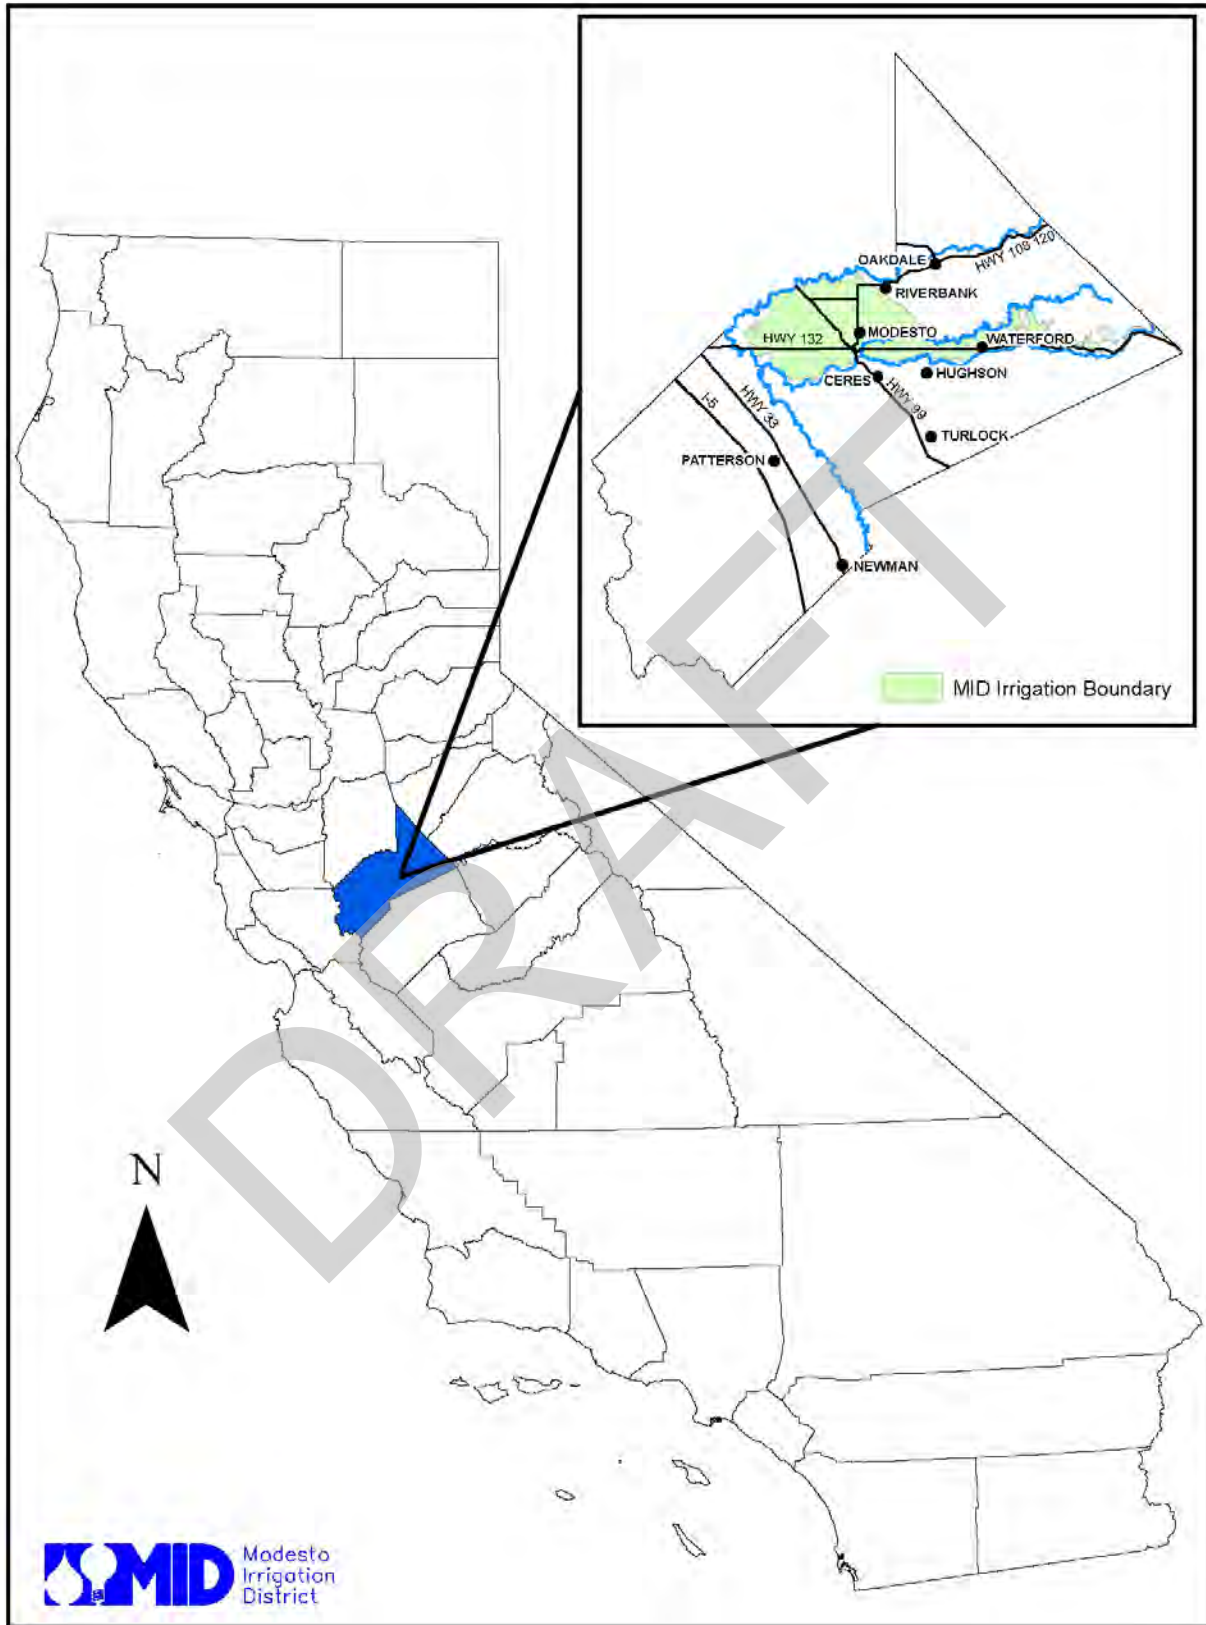 OAKDALE
HWY 108 120
RIVERBANK
MODESTO
HWY 132
WATERFORD
CERES
HUGHSON
HWY 99
HWY 33
I-5
TURLOCK
PATTERSON
NEWMAN
MID Irrigation Boundary
DRAFT
N
MID
Modesto
Irrigation
District